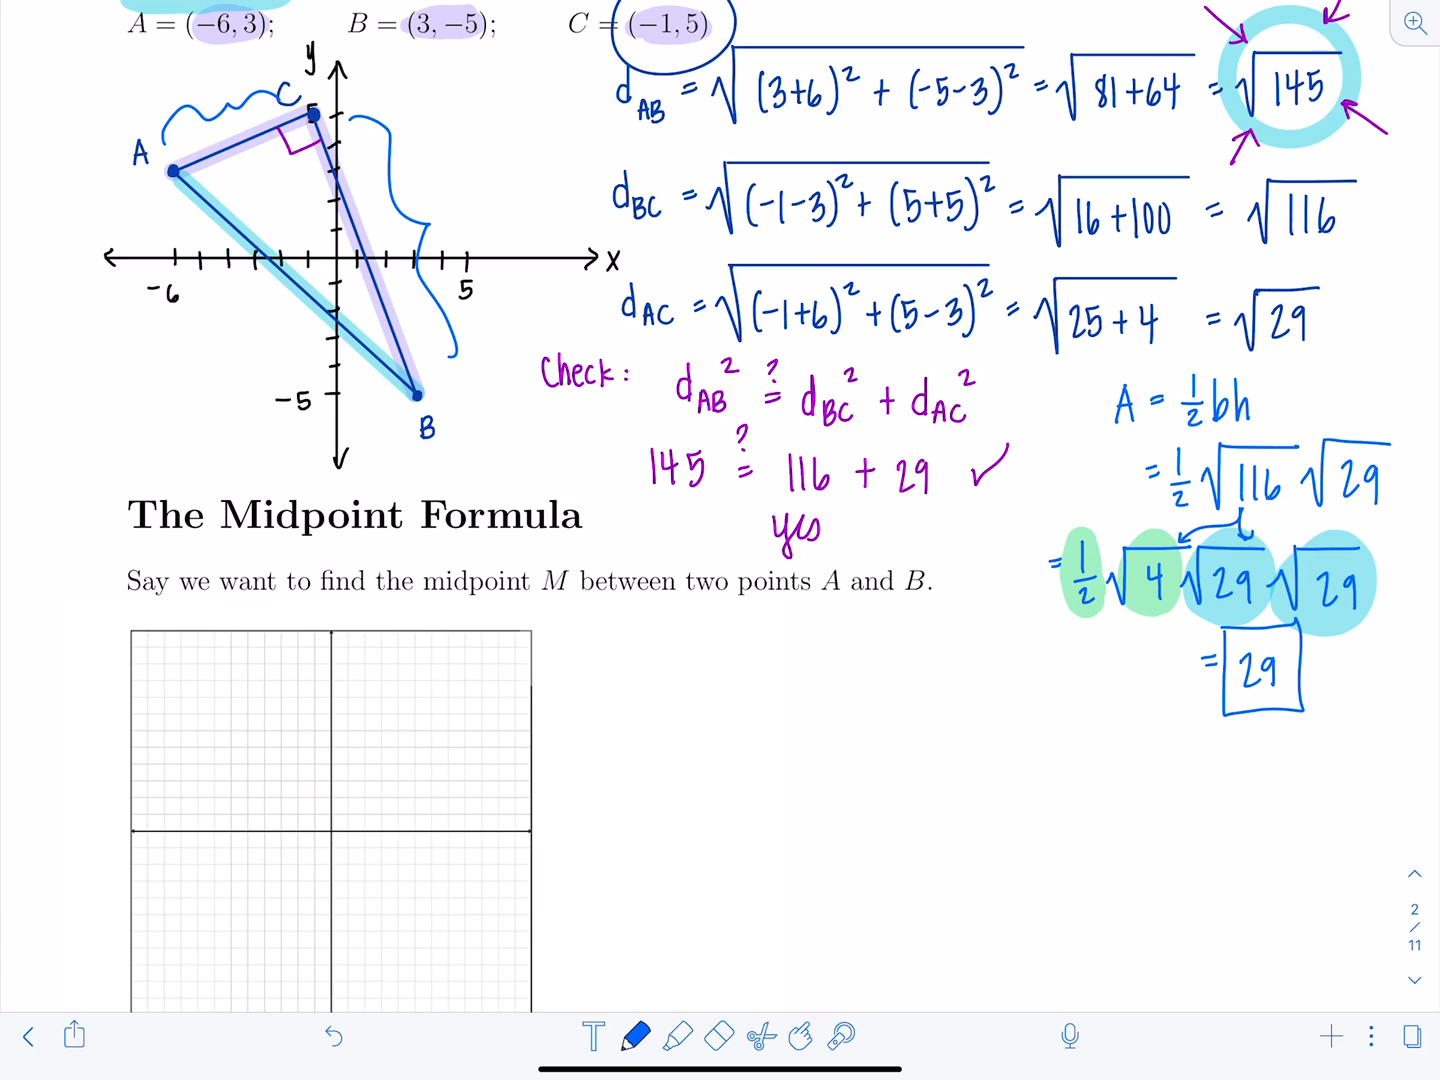 A = (−6, 3); B = (3, −5); C = (−1, 5)
d_AB = √((3+6)² + (-5-3)²) = √(81+64) = √145
d_BC = √((-1-3)² + (5+5)²) = √(16+100) = √116
d_AC = √((-1+6)² + (5-3)²) = √(25+4) = √29
y
C
5
A
x
-6
5
-5
B
Check: d_AB² ≟ d_BC² + d_AC²
145 ≟ 116 + 29 ✓
yes
A = 1/2 bh
= 1/2 √116 √29
= 1/2 √4 √29 √29
= 29
The Midpoint Formula
Say we want to find the midpoint M between two points A and B.
2
/
11
T